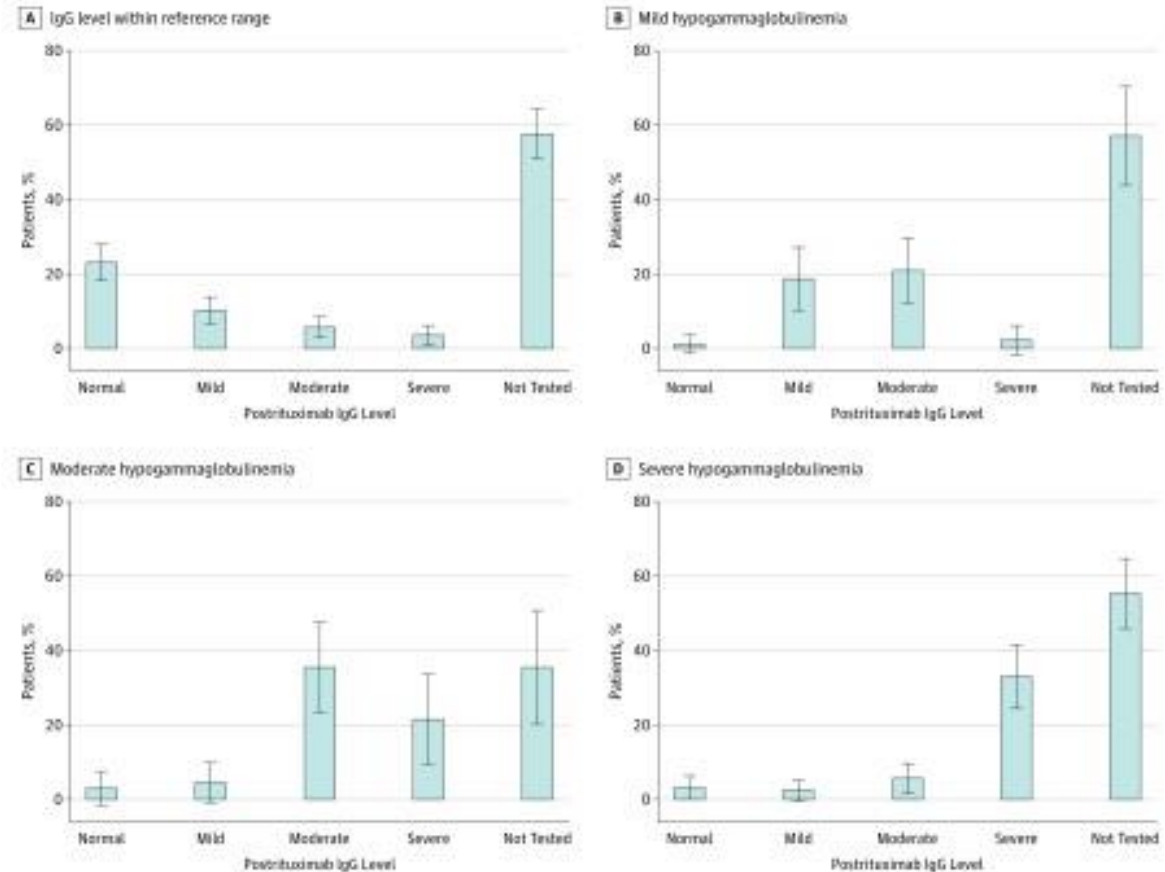 A IgG level within reference range
80
60
40
20
0
Patients, %
Normal Mild Moderate Severe Not Tested
Postrituximab IgG Level
B Mild hypogammaglobulinemia
80
60
40
20
0
Patients, %
Normal Mild Moderate Severe Not Tested
Postrituximab IgG Level
C Moderate hypogammaglobulinemia
80
60
40
20
0
Patients, %
Normal Mild Moderate Severe Not Tested
Postrituximab IgG Level
D Severe hypogammaglobulinemia
80
60
40
20
0
Patients, %
Normal Mild Moderate Severe Not Tested
Postrituximab IgG Level